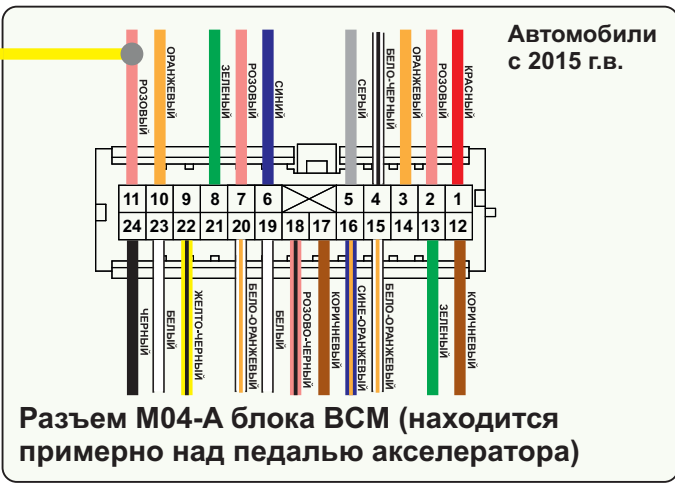 Автомобили
с 2015 г.в.
РОЗОВЫЙ
ОРАНЖЕВЫЙ
ЗЕЛЕНЫЙ
РОЗОВЫЙ
СИНИЙ
СЕРЫЙ
БЕЛО-ЧЕРНЫЙ
ОРАНЖЕВЫЙ
РОЗОВЫЙ
КРАСНЫЙ
11 10 9 8 7 6 5 4 3 2 1
24 23 22 21 20 19 18 17 16 15 14 13 12
ЧЕРНЫЙ
БЕЛЫЙ
ЖЕЛТО-ЧЕРНЫЙ
БЕЛО-ОРАНЖЕВЫЙ
БЕЛЫЙ
РОЗОВО-ЧЕРНЫЙ
КОРИЧНЕВЫЙ
СИНЕ-ОРАНЖЕВЫЙ
БЕЛО-ОРАНЖЕВЫЙ
ЗЕЛЕНЫЙ
КОРИЧНЕВЫЙ
Разъем М04-А блока BCM (находится
примерно над педалью акселератора)